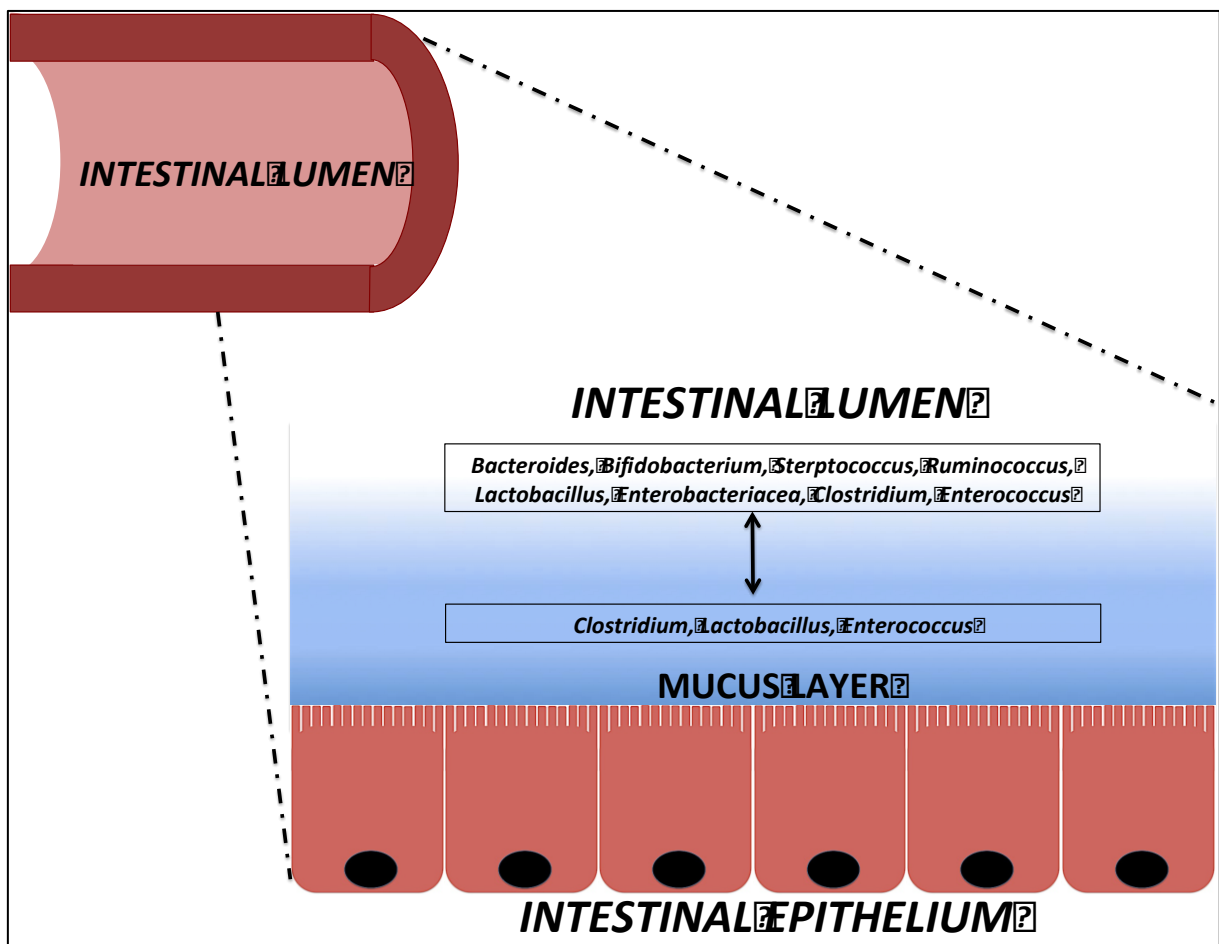 INTESTINAL LUMEN
INTESTINAL LUMEN
Bacteroides, Bifidobacterium, Sterptococcus, Ruminococcus,
Lactobacillus, Enterobacteriacea, Clostridium, Enterococcus
Clostridium, Lactobacillus, Enterococcus
MUCUS LAYER
INTESTINAL EPITHELIUM